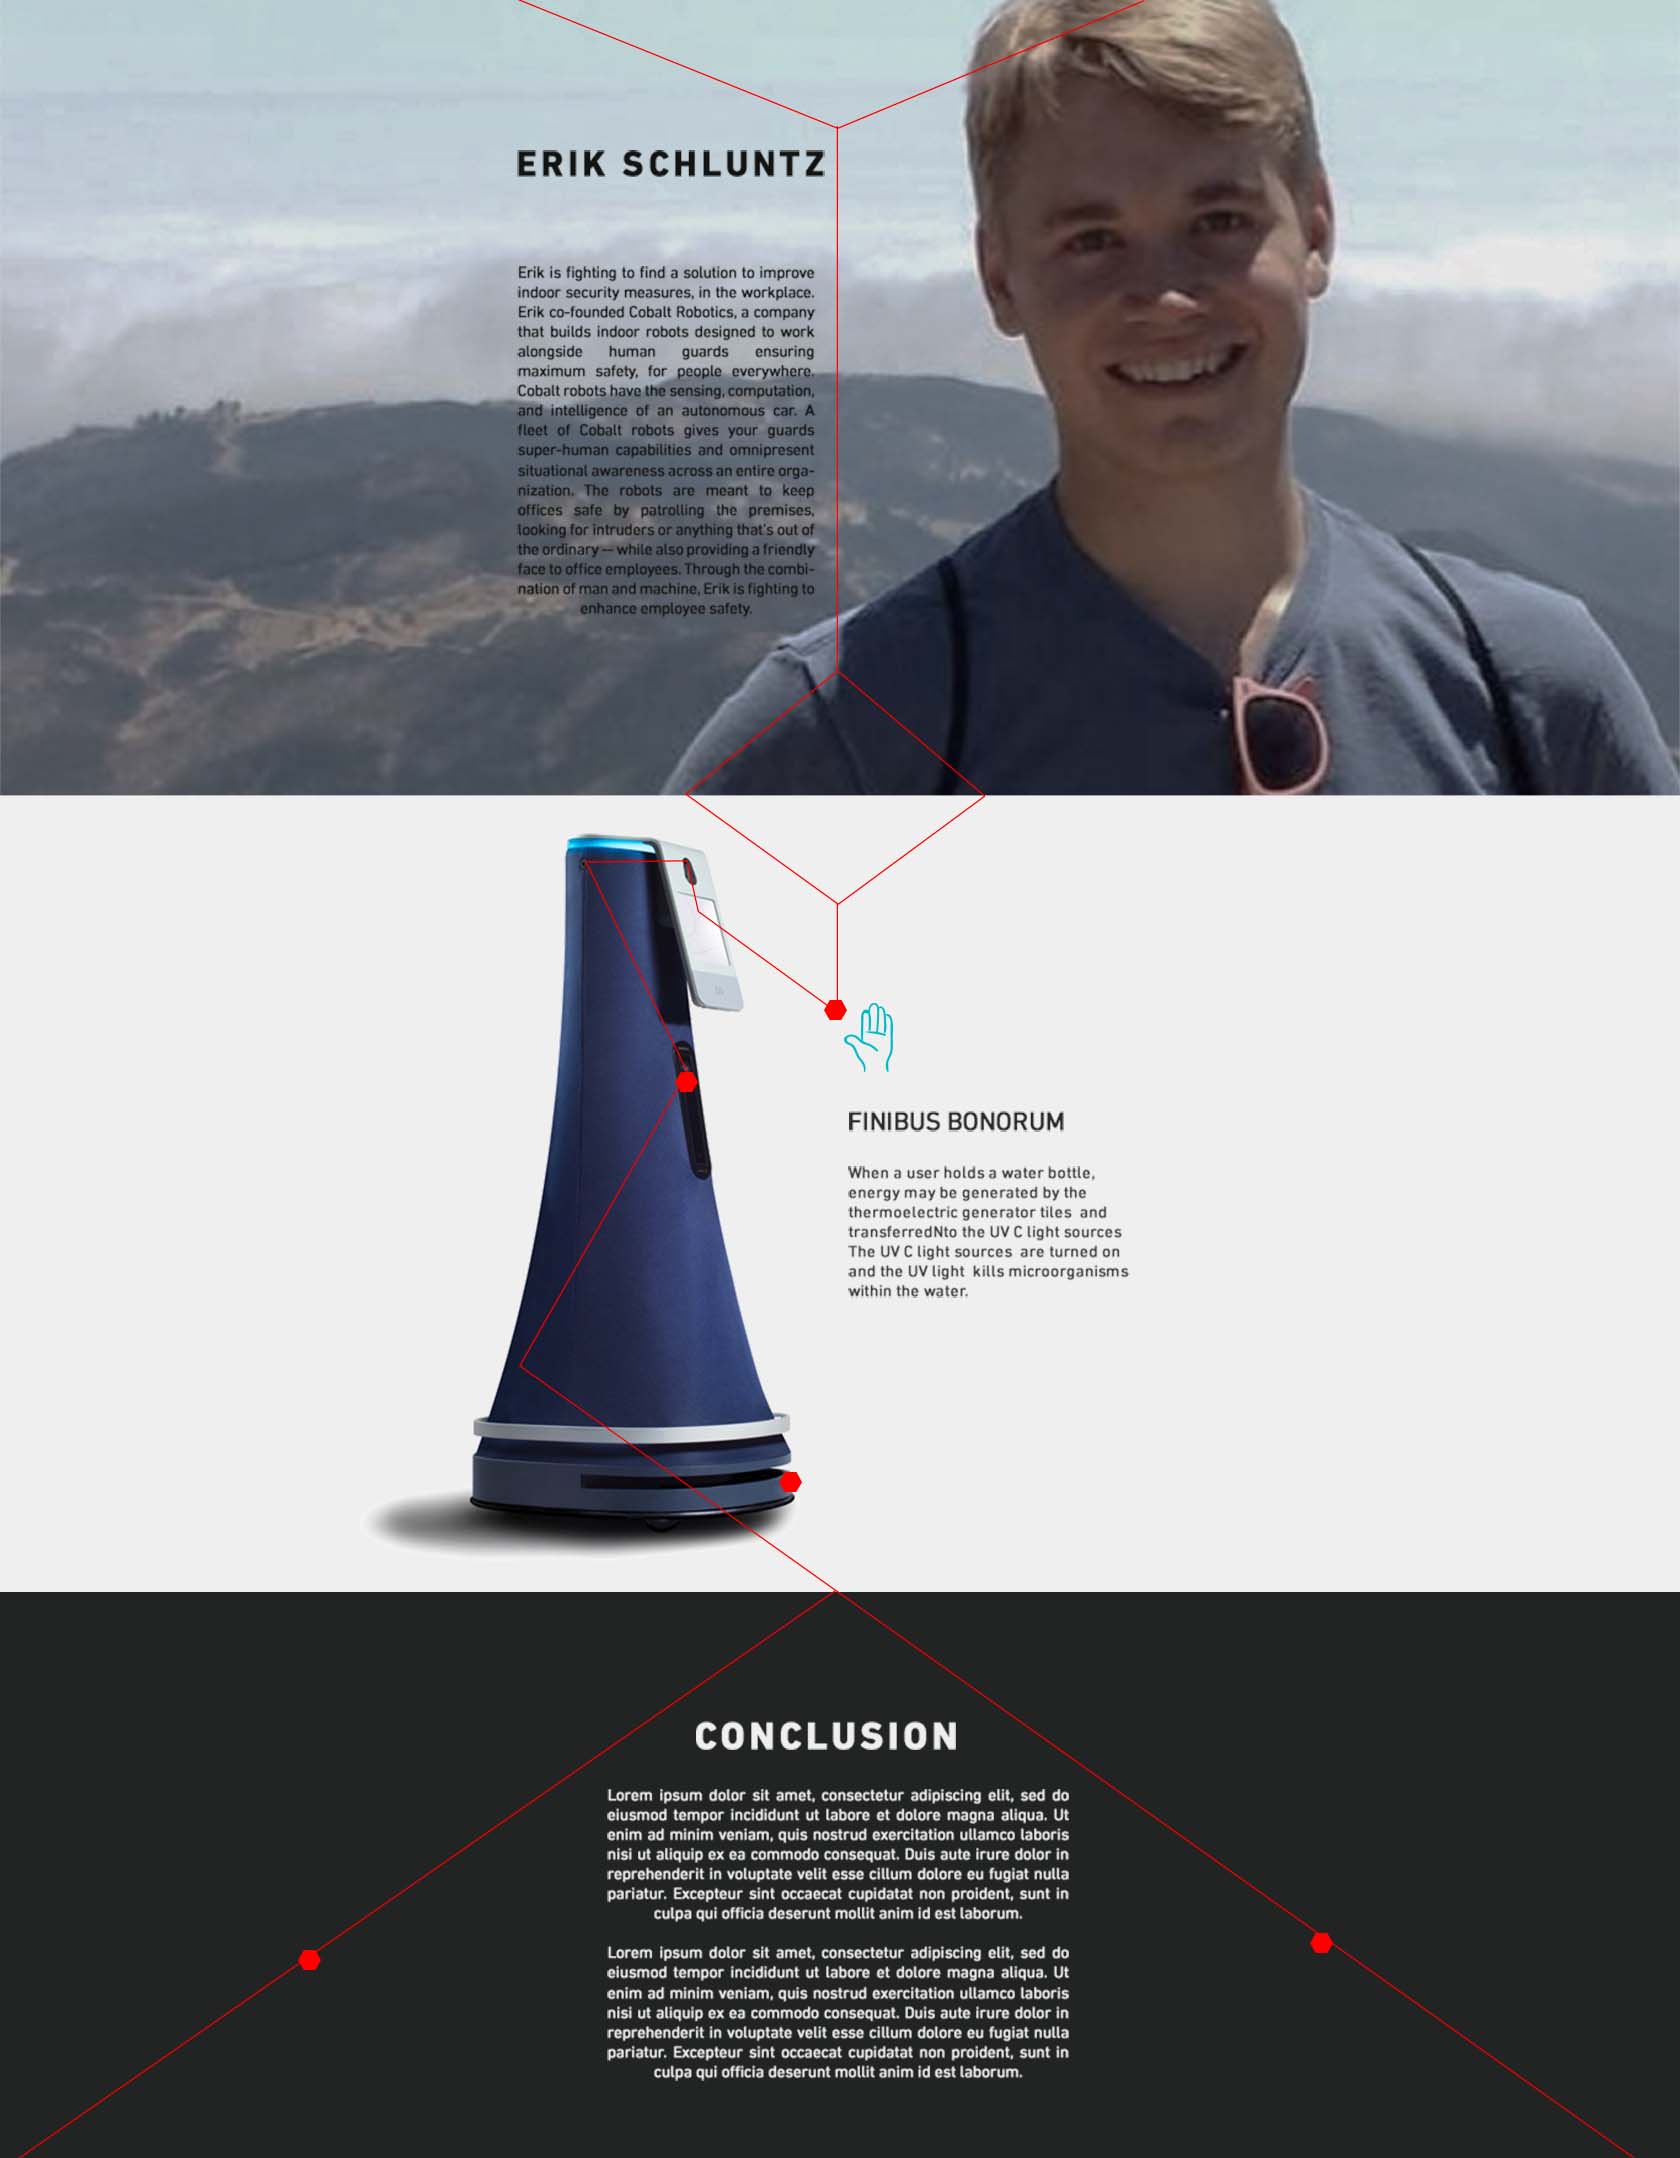 ERIK SCHLUNTZ
Erik is fighting to find a solution to improve
indoor security measures, in the workplace.
Erik co-founded Cobalt Robotics, a company
that builds indoor robots designed to work
alongside human guards ensuring
maximum safety, for people everywhere.
Cobalt robots have the sensing, computation,
and intelligence of an autonomous car. A
fleet of Cobalt robots gives your guards
super-human capabilities and omnipresent
situational awareness across an entire orga-
nization. The robots are meant to keep
offices safe by patrolling the premises,
looking for intruders or anything that's out of
the ordinary — while also providing a friendly
face to office employees. Through the combi-
nation of man and machine, Erik is fighting to
enhance employee safety.
FINIBUS BONORUM
When a user holds a water bottle,
energy may be generated by the
thermoelectric generator tiles and
transferredNto the UV C light sources
The UV C light sources are turned on
and the UV light kills microorganisms
within the water.
CONCLUSION
Lorem ipsum dolor sit amet, consectetur adipiscing elit, sed do
eiusmod tempor incididunt ut labore et dolore magna aliqua. Ut
enim ad minim veniam, quis nostrud exercitation ullamco laboris
nisi ut aliquip ex ea commodo consequat. Duis aute irure dolor in
reprehenderit in voluptate velit esse cillum dolore eu fugiat nulla
pariatur. Excepteur sint occaecat cupidatat non proident, sunt in
culpa qui officia deserunt mollit anim id est laborum.
Lorem ipsum dolor sit amet, consectetur adipiscing elit, sed do
eiusmod tempor incididunt ut labore et dolore magna aliqua. Ut
enim ad minim veniam, quis nostrud exercitation ullamco laboris
nisi ut aliquip ex ea commodo consequat. Duis aute irure dolor in
reprehenderit in voluptate velit esse cillum dolore eu fugiat nulla
pariatur. Excepteur sint occaecat cupidatat non proident, sunt in
culpa qui officia deserunt mollit anim id est laborum.